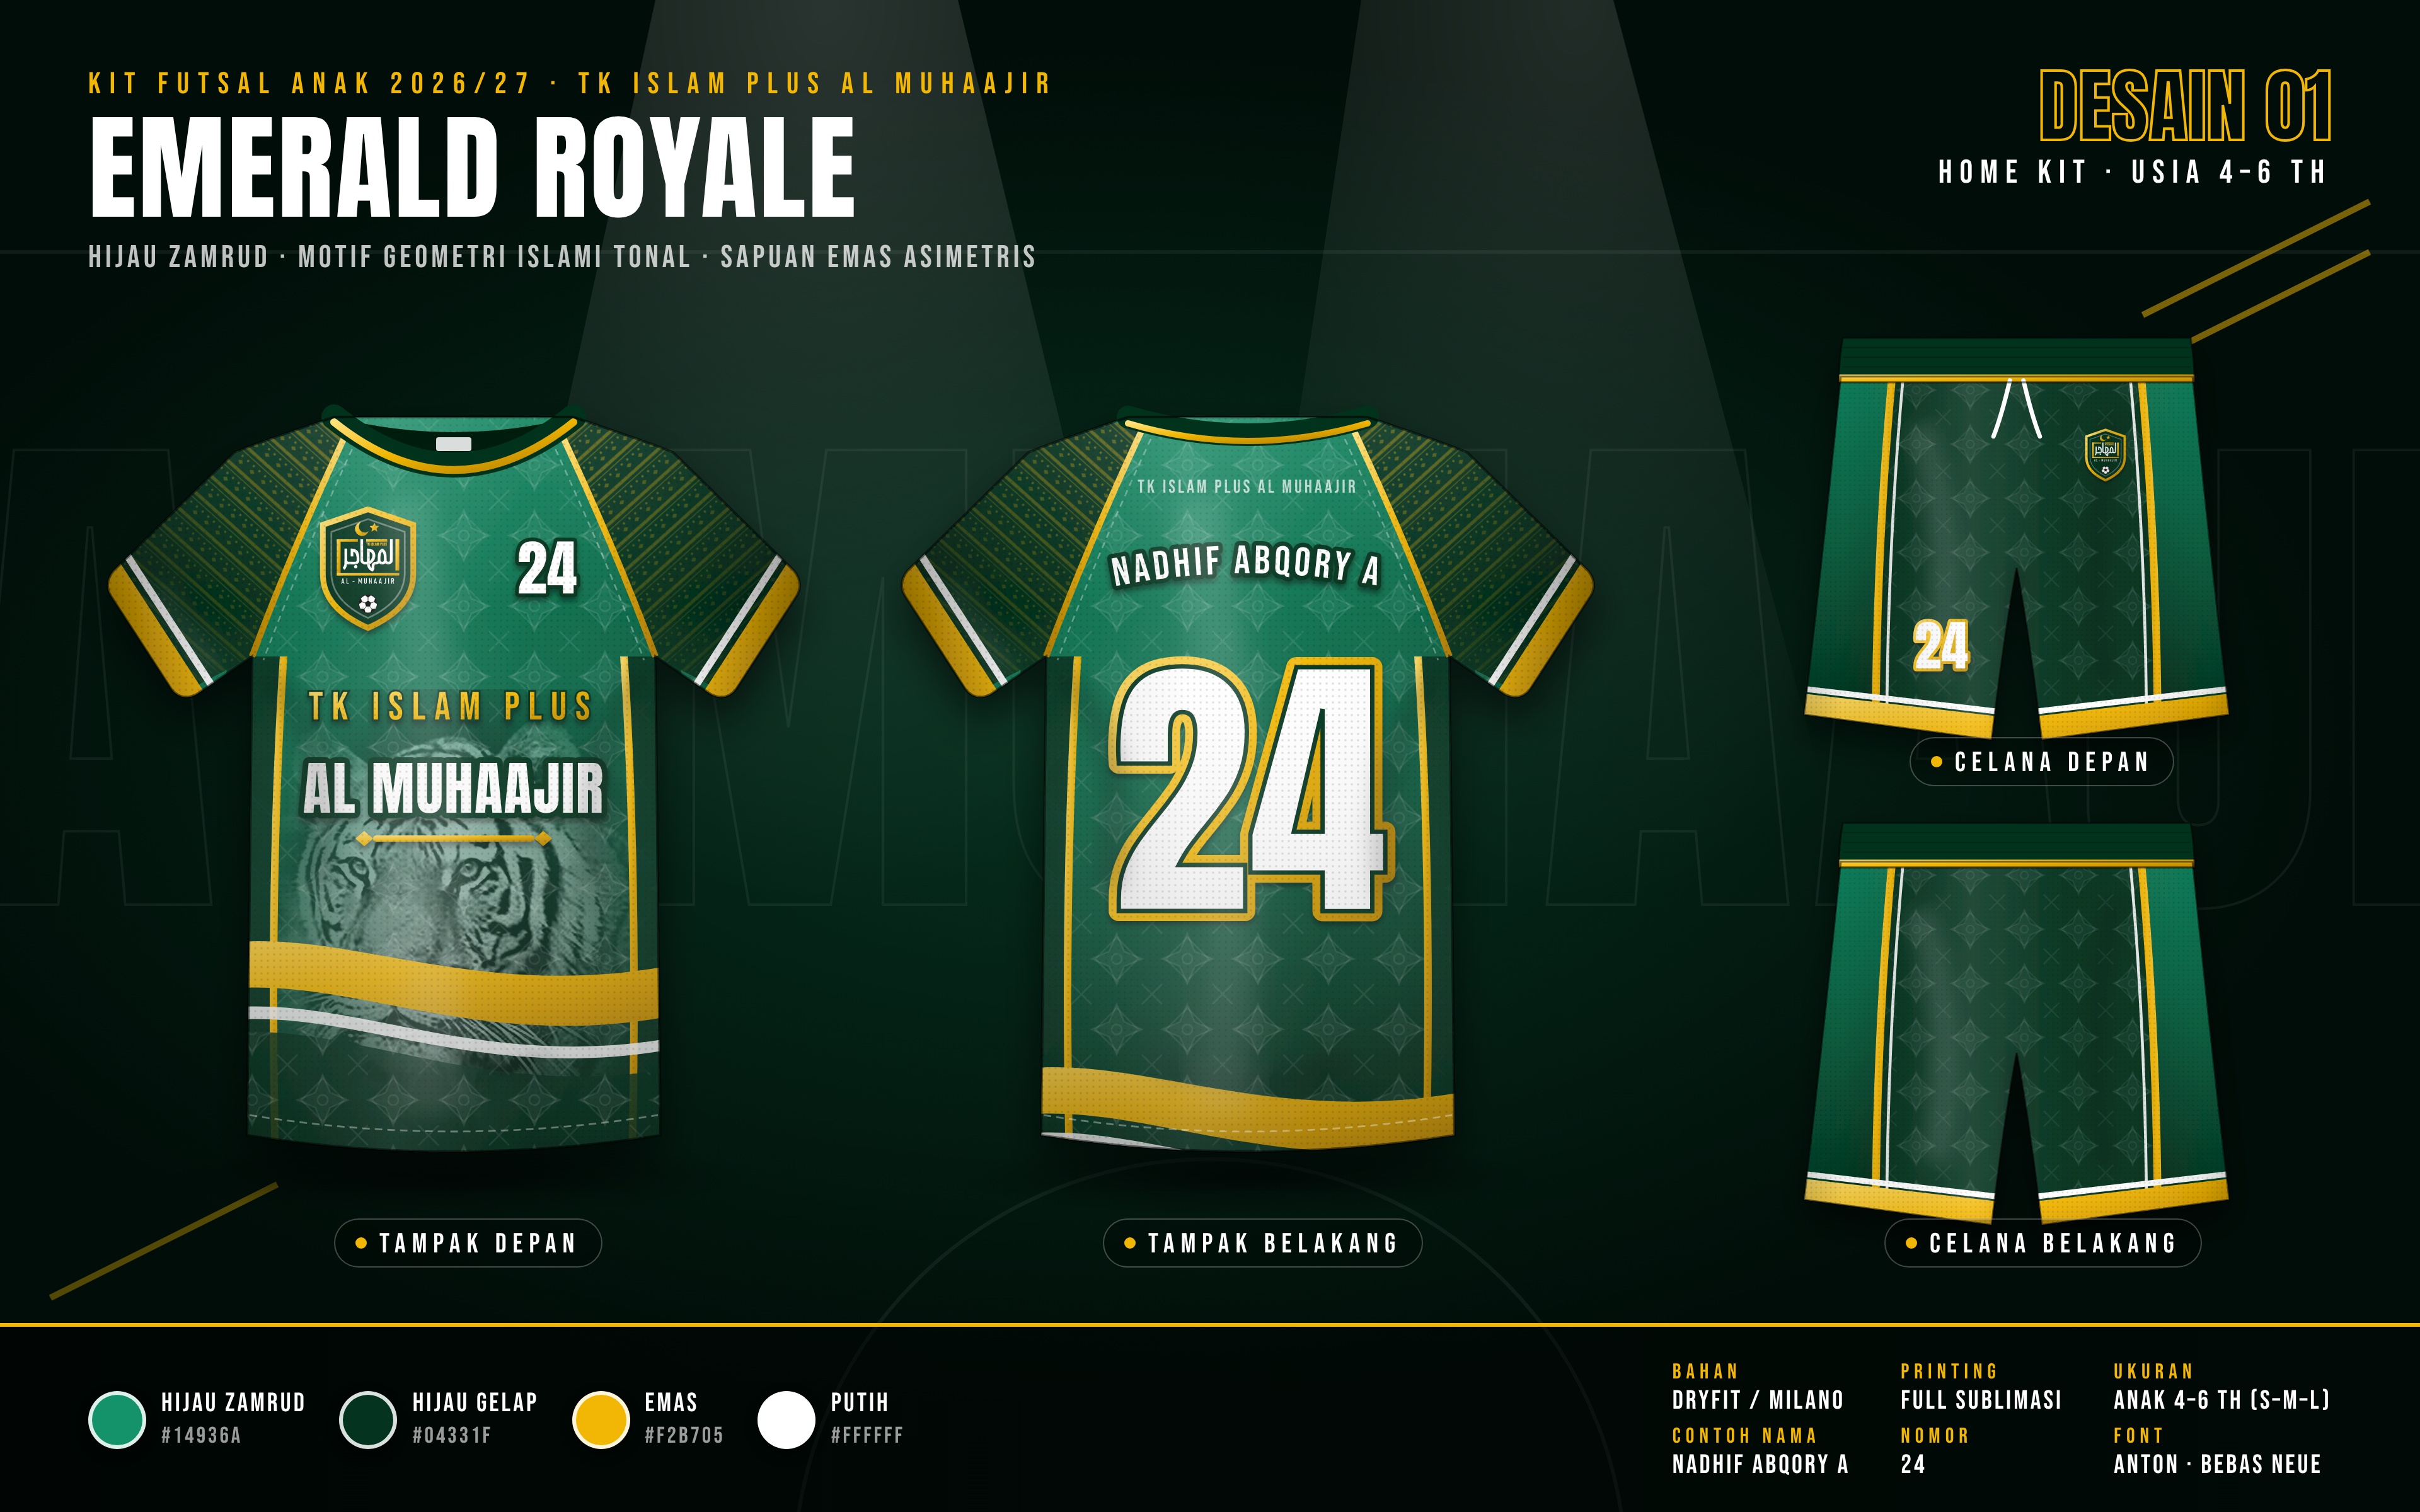 KIT FUTSAL ANAK 2026/27 · TK ISLAM PLUS AL MUHAAJIR
EMERALD ROYALE
HIJAU ZAMRUD · MOTIF GEOMETRI ISLAMI TONAL · SAPUAN EMAS ASIMETRIS
DESAIN 01
HOME KIT · USIA 4-6 TH
المهاجر
AL-MUHAAJIR
24
TK ISLAM PLUS
AL MUHAAJIR
TAMPAK DEPAN
TK ISLAM PLUS AL MUHAAJIR
NADHIF ABQORY A
24
TAMPAK BELAKANG
المهاجر
24
CELANA DEPAN
CELANA BELAKANG
HIJAU ZAMRUD
#14936A
HIJAU GELAP
#04331F
EMAS
#F2B705
PUTIH
#FFFFFF
BAHAN
DRYFIT / MILANO
PRINTING
FULL SUBLIMASI
UKURAN
ANAK 4-6 TH (S-M-L)
CONTOH NAMA
NADHIF ABQORY A
NOMOR
24
FONT
ANTON · BEBAS NEUE